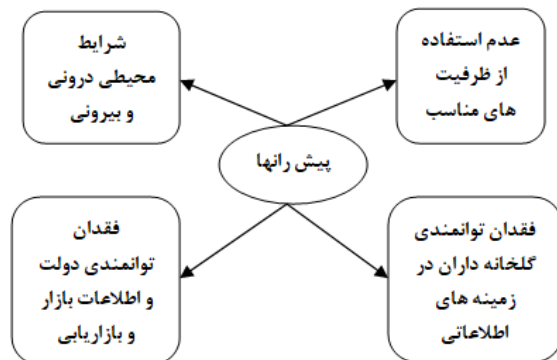 عدم استفاده
از ظرفیت
های مناسب
شرایط
محیطی درونی
و بیرونی
پیش رانها
فقدان توانمندی
گلخانه داران در
زمینه های
اطلاعاتی
فقدان
توانمندی دولت
و اطلاعات بازار
و بازاریابی